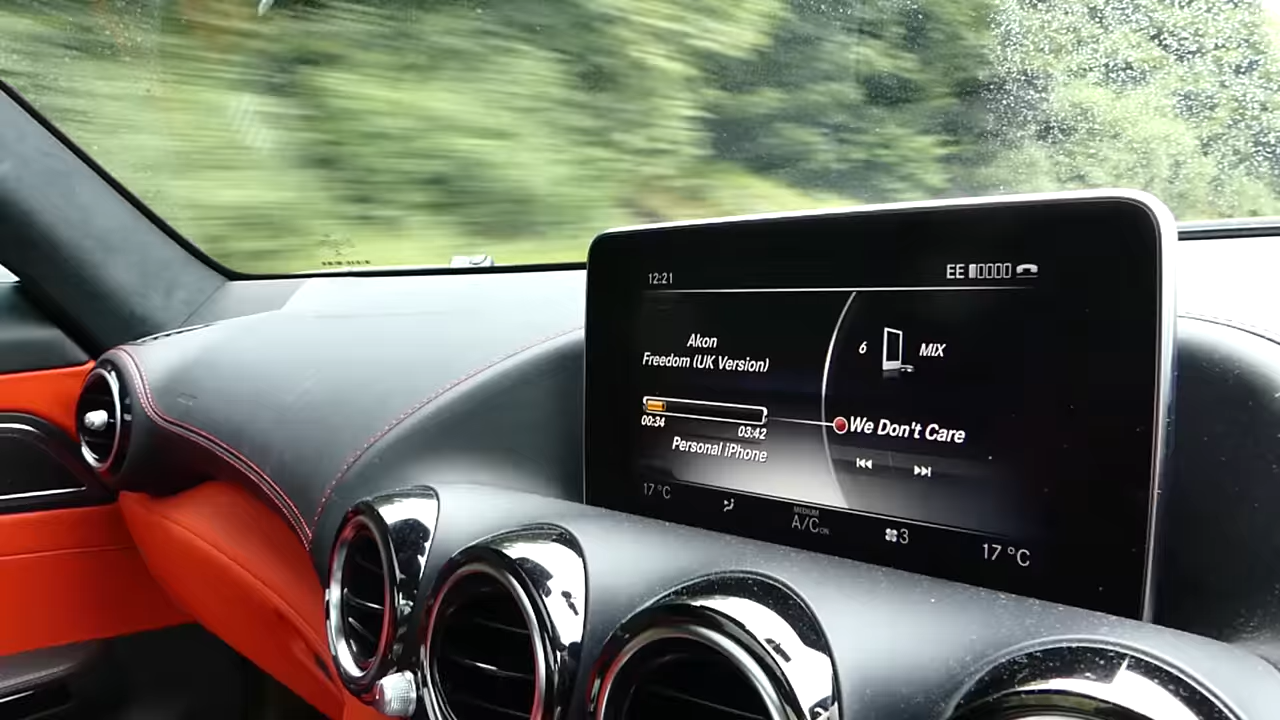 12:21
EE
Akon
Freedom (UK Version)
6
MIX
00:34
03:42
We Don't Care
Personal iPhone
17 °C
MEDIUM
A/C ON
3
17 °C